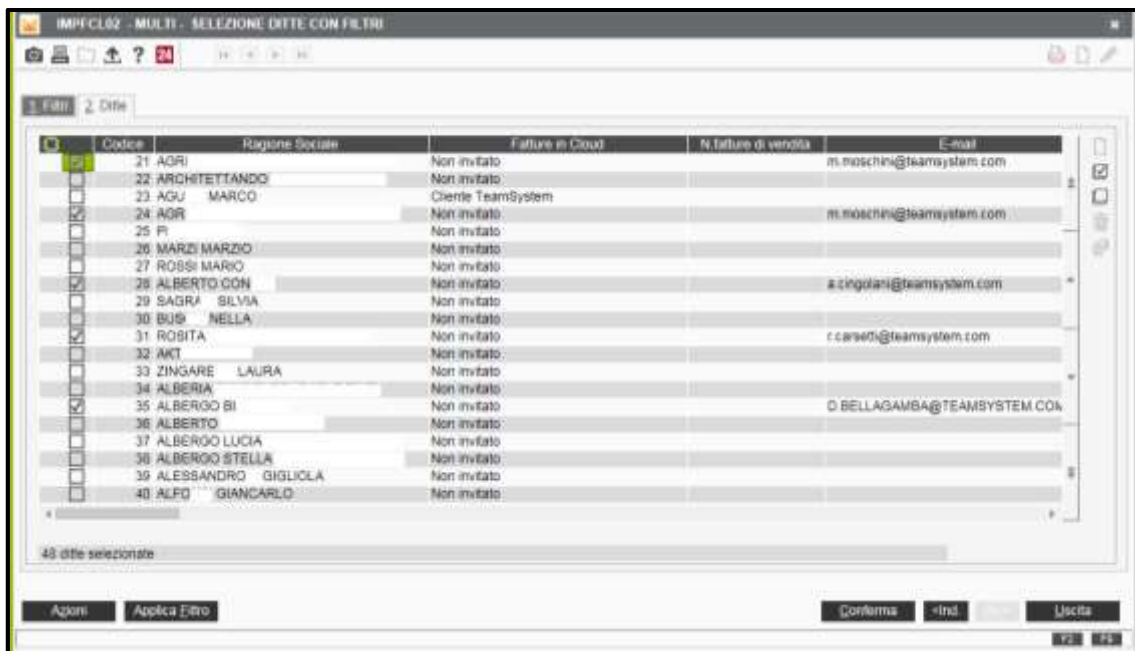 IMPFCL02 - MULTI - SELEZIONE DITTE CON FILTRI
? 24
1. Filtri 2. Ditte
Codice Ragione Sociale Fatture in Cloud N.fatture di vendita E-mail
21 AGRI Non invitato m.moschini@teamsystem.com
22 ARCHITETTANDO Non invitato
23 AGU MARCO Cliente TeamSystem
24 AGR Non invitato m.moschini@teamsystem.com
25 PI Non invitato
26 MARZI MARZIO Non invitato
27 ROSSI MARIO Non invitato
28 ALBERTO CON Non invitato a.cingolani@teamsystem.com
29 SAGRA SILVIA Non invitato
30 BUSI NELLA Non invitato
31 ROSITA Non invitato r.carsetti@teamsystem.com
32 AKT Non invitato
33 ZINGARE LAURA Non invitato
34 ALBERIA Non invitato
35 ALBERGO BI Non invitato D.BELLAGAMBA@TEAMSYSTEM.COM
36 ALBERTO Non invitato
37 ALBERGO LUCIA Non invitato
38 ALBERGO STELLA Non invitato
39 ALESSANDRO GIGLIOLA Non invitato
40 ALFO GIANCARLO Non invitato
48 ditte selezionate
Azioni Applica Filtro Conferma <Ind. Uscita